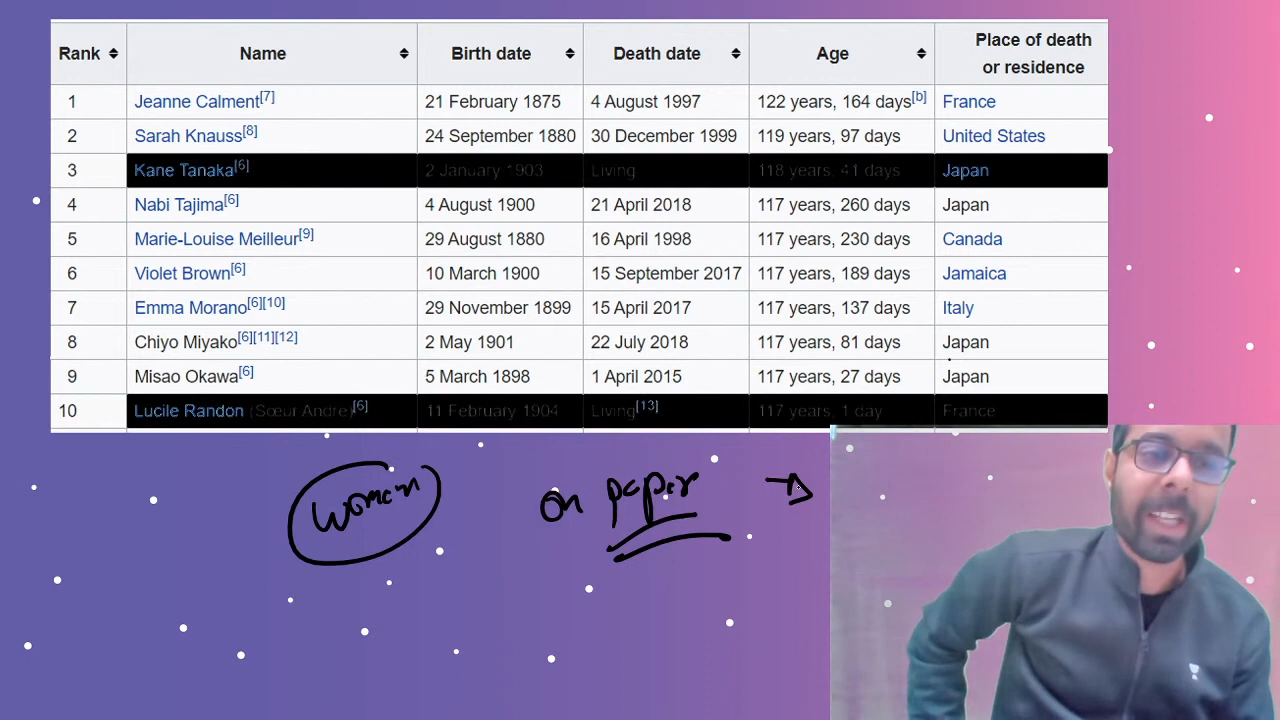 Rank Name Birth date Death date Age Place of death or residence
1 Jeanne Calment[7] 21 February 1875 4 August 1997 122 years, 164 days[b] France
2 Sarah Knauss[8] 24 September 1880 30 December 1999 119 years, 97 days United States
3 Kane Tanaka[6] 2 January 1903 Living 118 years, 41 days Japan
4 Nabi Tajima[6] 4 August 1900 21 April 2018 117 years, 260 days Japan
5 Marie-Louise Meilleur[9] 29 August 1880 16 April 1998 117 years, 230 days Canada
6 Violet Brown[6] 10 March 1900 15 September 2017 117 years, 189 days Jamaica
7 Emma Morano[6][10] 29 November 1899 15 April 2017 117 years, 137 days Italy
8 Chiyo Miyako[6][11][12] 2 May 1901 22 July 2018 117 years, 81 days Japan
9 Misao Okawa[6] 5 March 1898 1 April 2015 117 years, 27 days Japan
10 Lucile Randon (Sœur André)[6] 11 February 1904 Living[13] 117 years, 1 day France
women on paper →